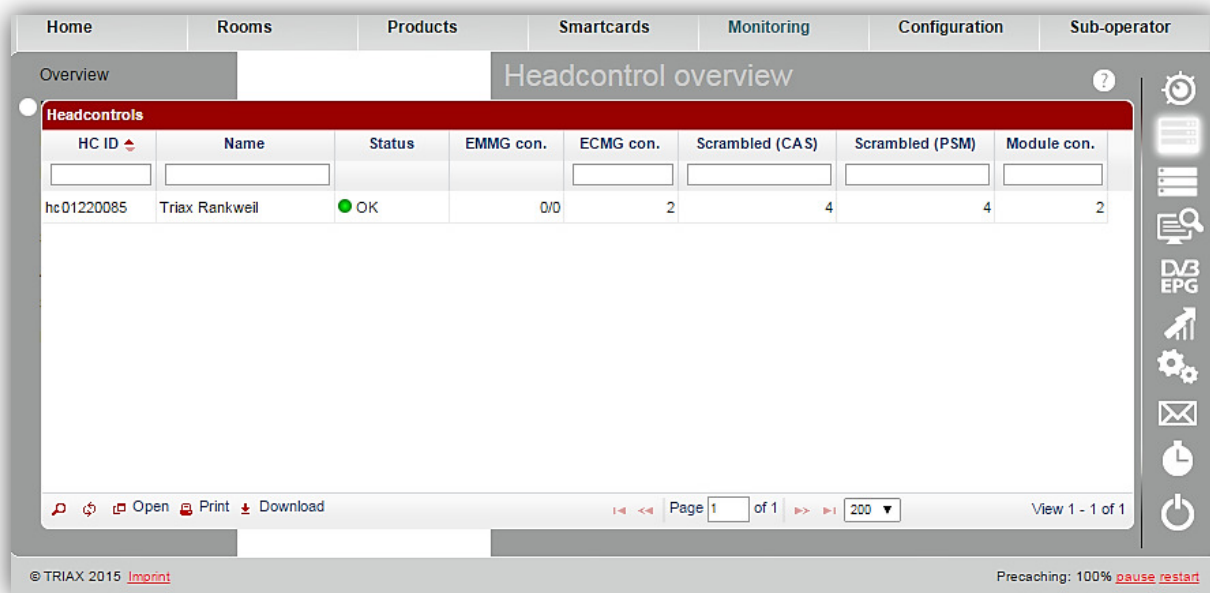 Home Rooms Products Smartcards Monitoring Configuration Sub-operator
Overview
Headcontrol overview
?
Headcontrols
HC ID Name Status EMMG con. ECMG con. Scrambled (CAS) Scrambled (PSM) Module con.
hc01220085 Triax Rankweil OK 0/0 2 4 4 2
DVB
EPG
Open Print Download Page 1 of 1 200 View 1 - 1 of 1
© TRIAX 2015 Imprint Precaching: 100% pause restart